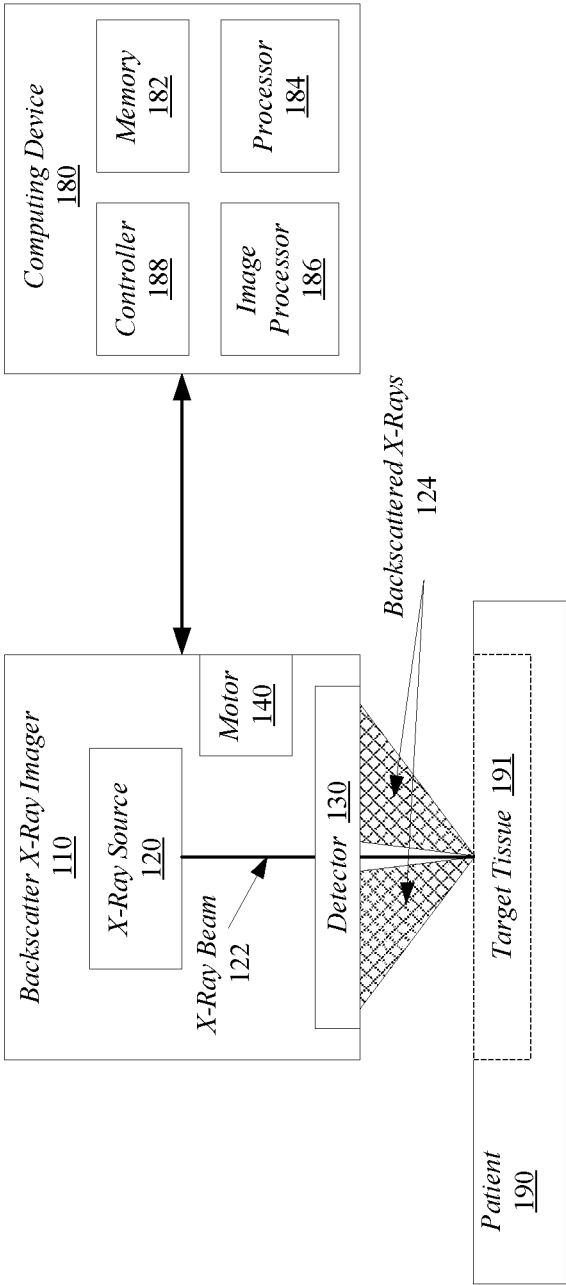 Backscatter X-Ray Imager
110
X-Ray Source
120
X-Ray Beam
122
Motor
140
Detector 130
Backscattered X-Rays
124
Patient
190
Target Tissue 191
Computing Device
180
Controller
188
Memory
182
Image
Processor
186
Processor
184